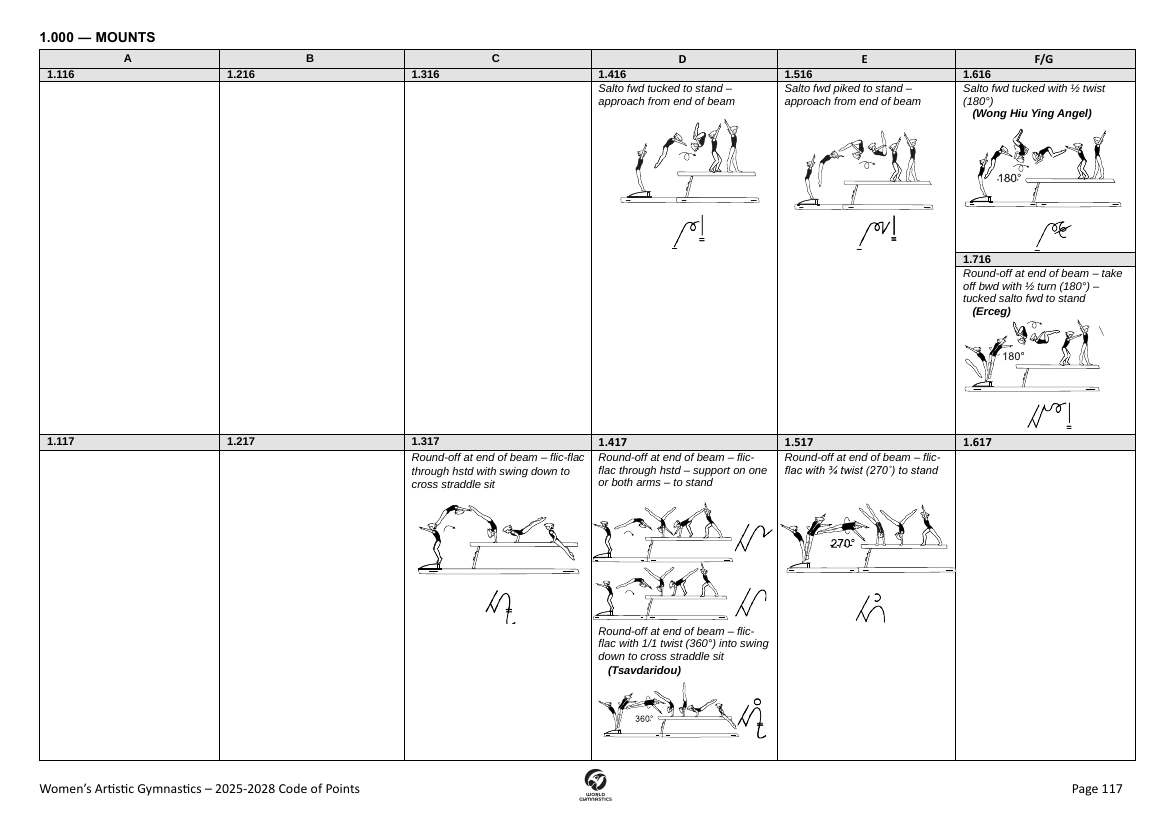 1.000 — MOUNTS
A B C D E F/G
1.116 1.216 1.316 1.416 1.516 1.616
Salto fwd tucked to stand –
approach from end of beam
Salto fwd piked to stand –
approach from end of beam
Salto fwd tucked with ½ twist
(180°)
(Wong Hiu Ying Angel)
180°
1.716
Round-off at end of beam – take
off bwd with ½ turn (180°) –
tucked salto fwd to stand
(Erceg)
180°
1.117 1.217 1.317 1.417 1.517 1.617
Round-off at end of beam – flic-flac
through hstd with swing down to
cross straddle sit
Round-off at end of beam – flic-
flac through hstd – support on one
or both arms – to stand
Round-off at end of beam – flic-
flac with 1/1 twist (360°) into swing
down to cross straddle sit
(Tsavdaridou)
360°
Round-off at end of beam – flic-
flac with ¾ twist (270°) to stand
270°
Women's Artistic Gymnastics – 2025-2028 Code of Points
WORLD
GYMNASTICS
Page 117